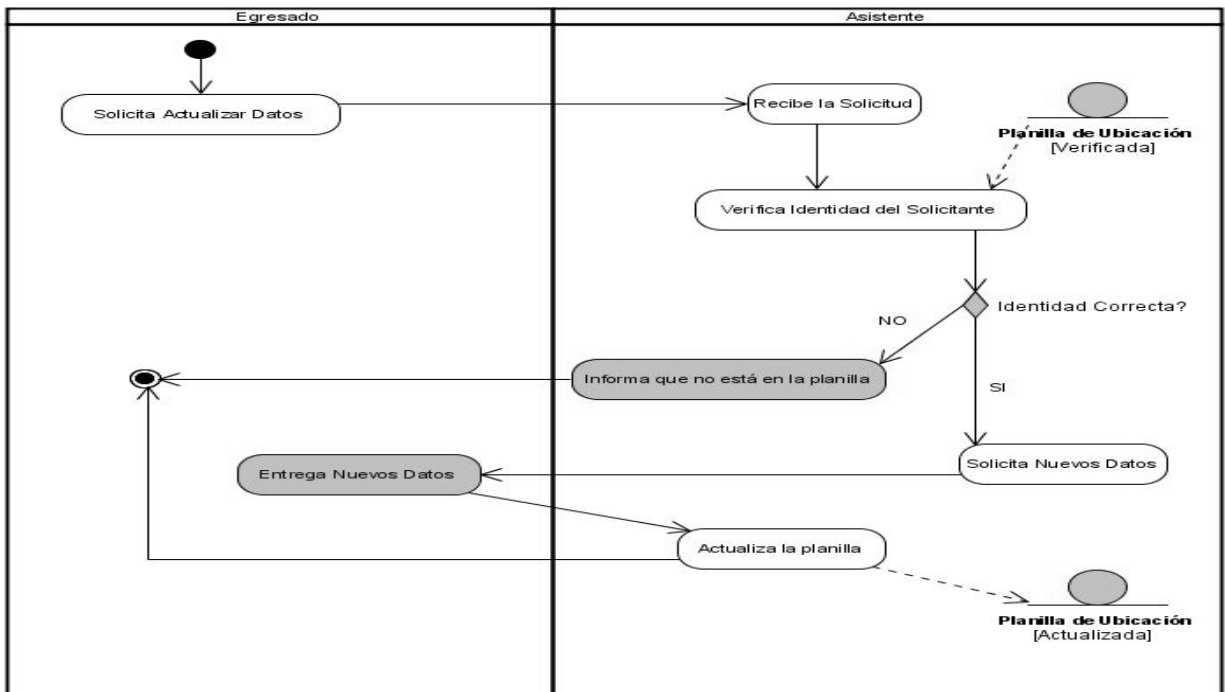 Egresado
Asistente
Solicita Actualizar Datos
Recibe la Solicitud
Planilla de Ubicación
[Verificada]
Verifica Identidad del Solicitante
Identidad Correcta?
NO
Informa que no está en la planilla
SI
Solicita Nuevos Datos
Entrega Nuevos Datos
Actualiza la planilla
Planilla de Ubicación
[Actualizada]